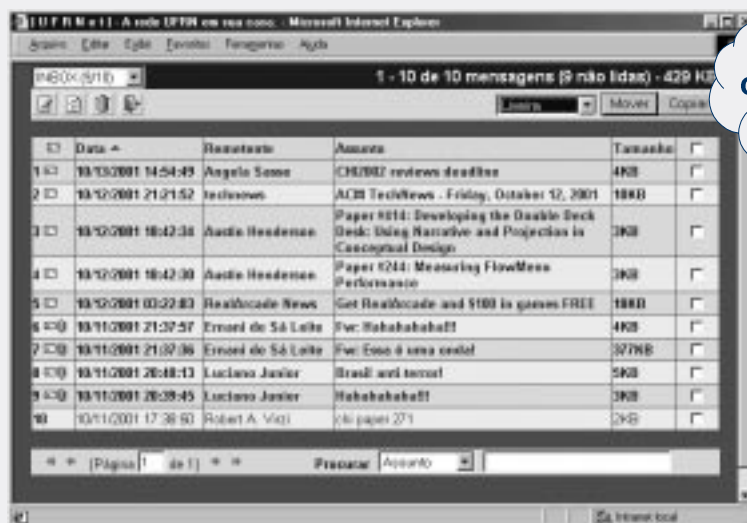 [ U F R N e t ] - A rede UFRN em sua casa. - Microsoft Internet Explorer
Arquivo Editar Exibir Favoritos Ferramentas Ajuda
INBOX (9/10) 1 - 10 de 10 mensagens (9 não lidas) - 429 KB
Lixeira Mover Copiar
Data Remetente Assunto Tamanho
1 10/13/2001 14:54:49 Angela Sasse CHI2002 reviews deadline 4KB
2 10/12/2001 21:21:52 technews ACM TechNews - Friday, October 12, 2001 18KB
3 10/12/2001 18:42:34 Austin Henderson Paper #414: Developing the Double Deck
Desk: Using Narrative and Projection in
Conceptual Design 3KB
4 10/12/2001 18:42:30 Austin Henderson Paper #244: Measuring FlowMenu
Performance 3KB
5 10/12/2001 03:22:03 RealArcade News Get RealArcade and $100 in games FREE 18KB
6 10/11/2001 21:37:57 Ernani de Sá Leite Fw: Hahahahaha!!! 4KB
7 10/11/2001 21:37:36 Ernani de Sá Leite Fw: Essa é uma onda! 377KB
8 10/11/2001 20:48:13 Luciano Junior Brasil anti terror! 5KB
9 10/11/2001 20:39:45 Luciano Junior Hahahahaha!!! 3KB
10 10/11/2001 17:38:50 Robert A. Virzi chi paper 271 2KB
[Página 1 de 1] Procurar Assunto
Intranet local